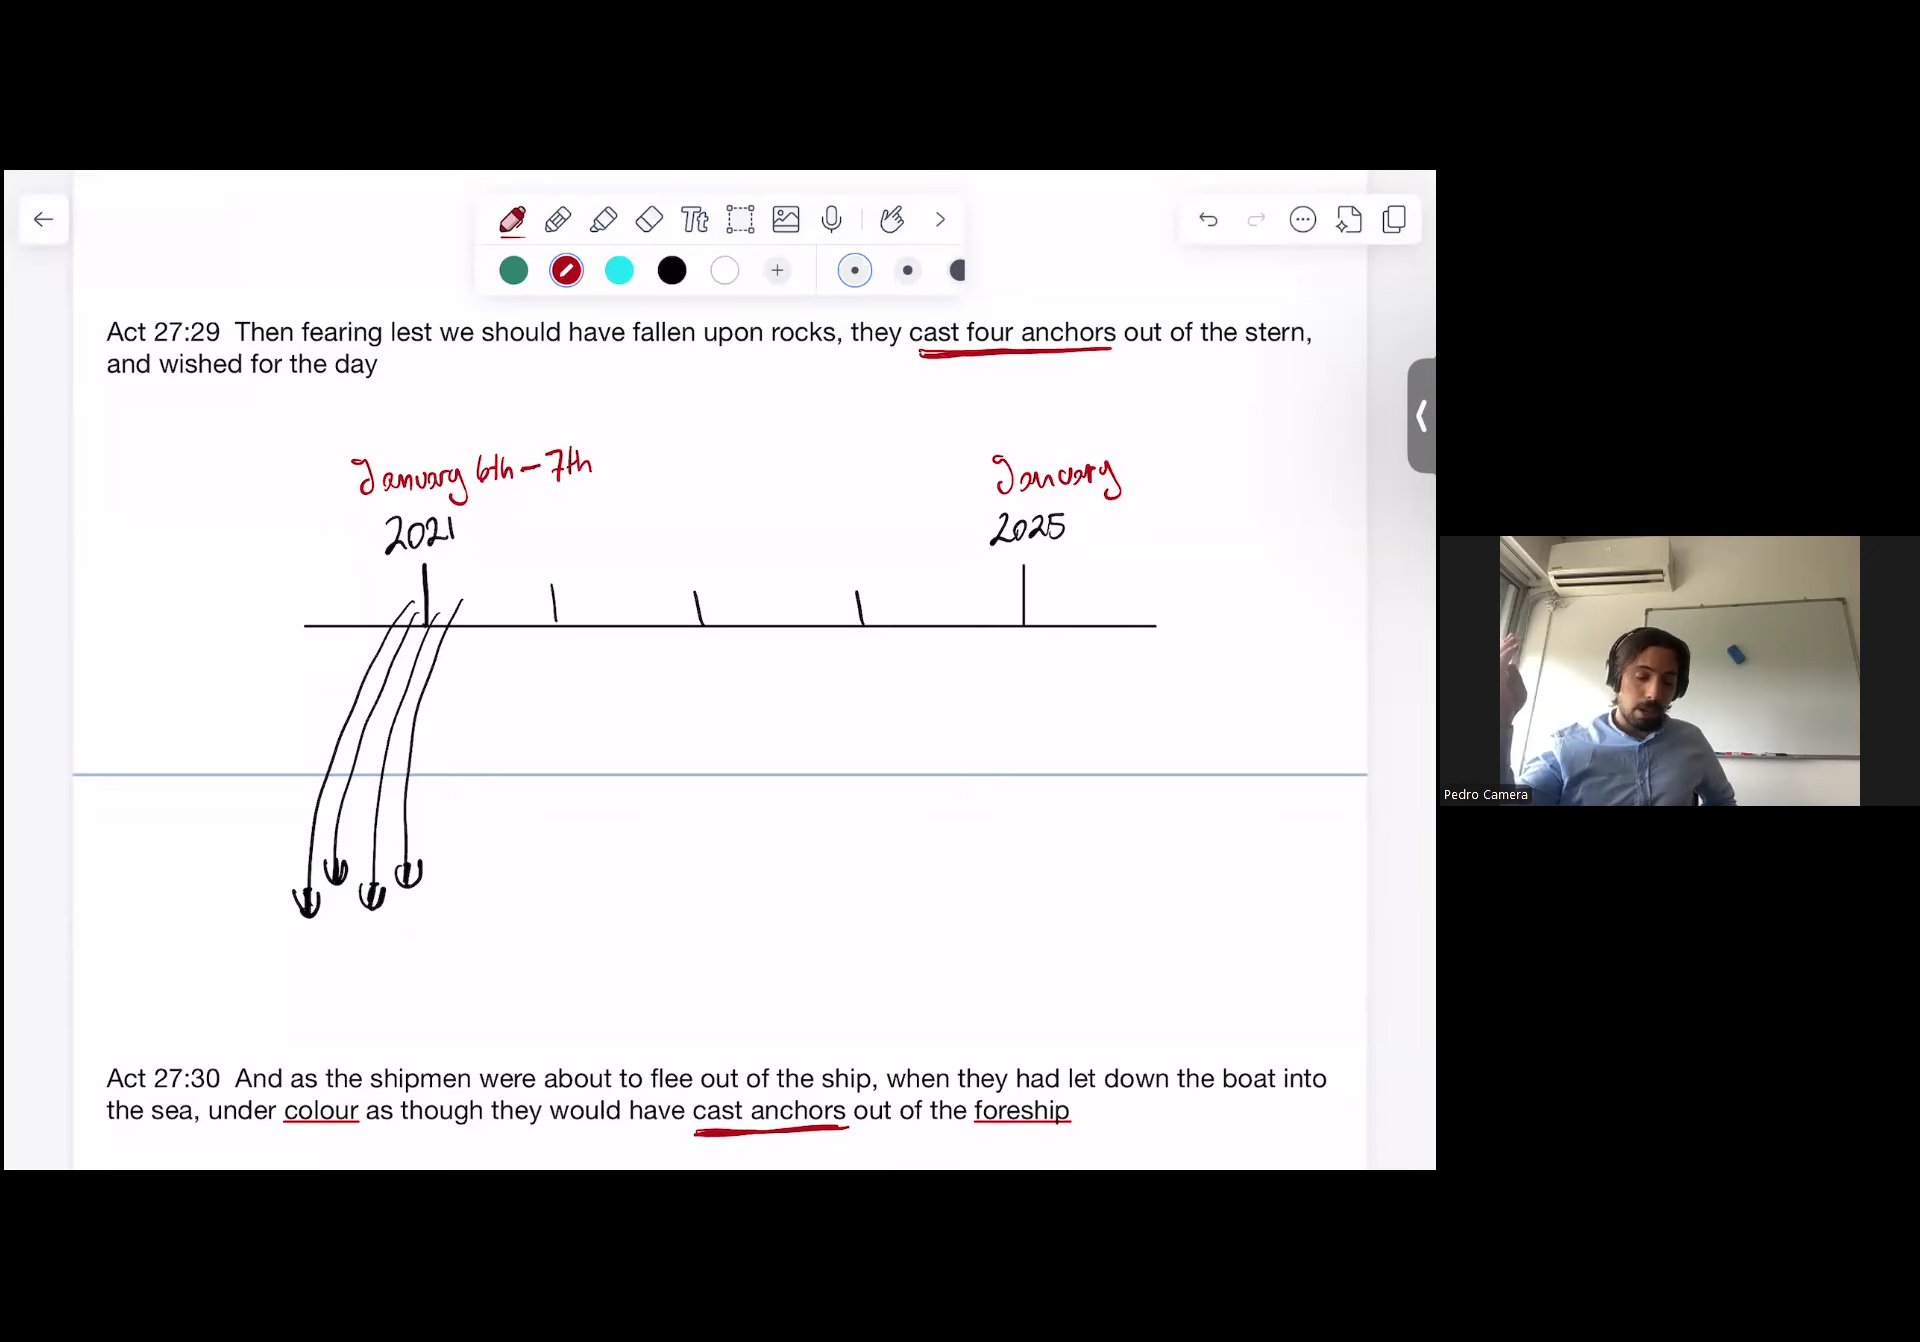 Tt
Act 27:29 Then fearing lest we should have fallen upon rocks, they cast four anchors out of the stern,
and wished for the day
January 6th - 7th
January
2021
2025
Pedro Camera
Act 27:30 And as the shipmen were about to flee out of the ship, when they had let down the boat into
the sea, under colour as though they would have cast anchors out of the foreship